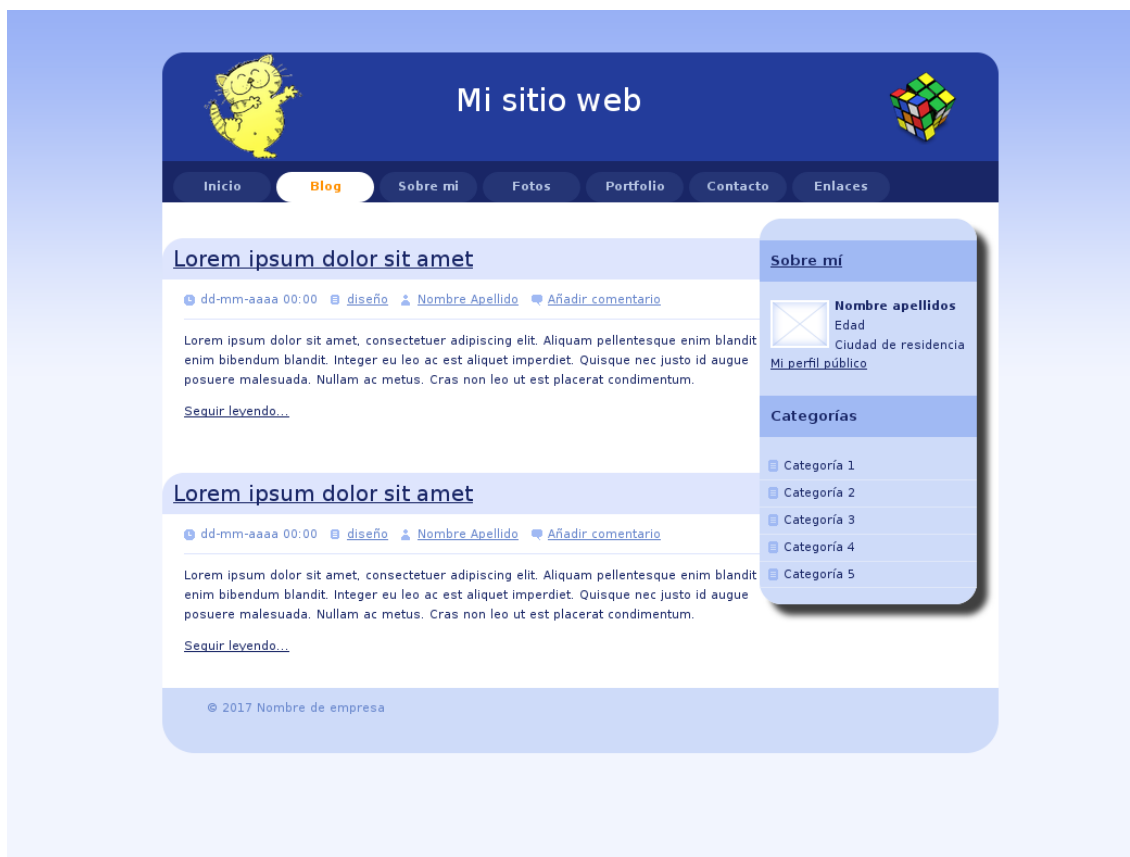 Mi sitio web
Inicio Blog Sobre mi Fotos Portfolio Contacto Enlaces
Lorem ipsum dolor sit amet
dd-mm-aaaa 00:00 diseño Nombre Apellido Añadir comentario
Lorem ipsum dolor sit amet, consectetuer adipiscing elit. Aliquam pellentesque enim blandit
enim bibendum blandit. Integer eu leo ac est aliquet imperdiet. Quisque nec justo id augue
posuere malesuada. Nullam ac metus. Cras non leo ut est placerat condimentum.
Seguir leyendo...
Lorem ipsum dolor sit amet
dd-mm-aaaa 00:00 diseño Nombre Apellido Añadir comentario
Lorem ipsum dolor sit amet, consectetuer adipiscing elit. Aliquam pellentesque enim blandit
enim bibendum blandit. Integer eu leo ac est aliquet imperdiet. Quisque nec justo id augue
posuere malesuada. Nullam ac metus. Cras non leo ut est placerat condimentum.
Seguir leyendo...
Sobre mí
Nombre apellidos
Edad
Ciudad de residencia
Mi perfil público
Categorías
Categoría 1
Categoría 2
Categoría 3
Categoría 4
Categoría 5
© 2017 Nombre de empresa